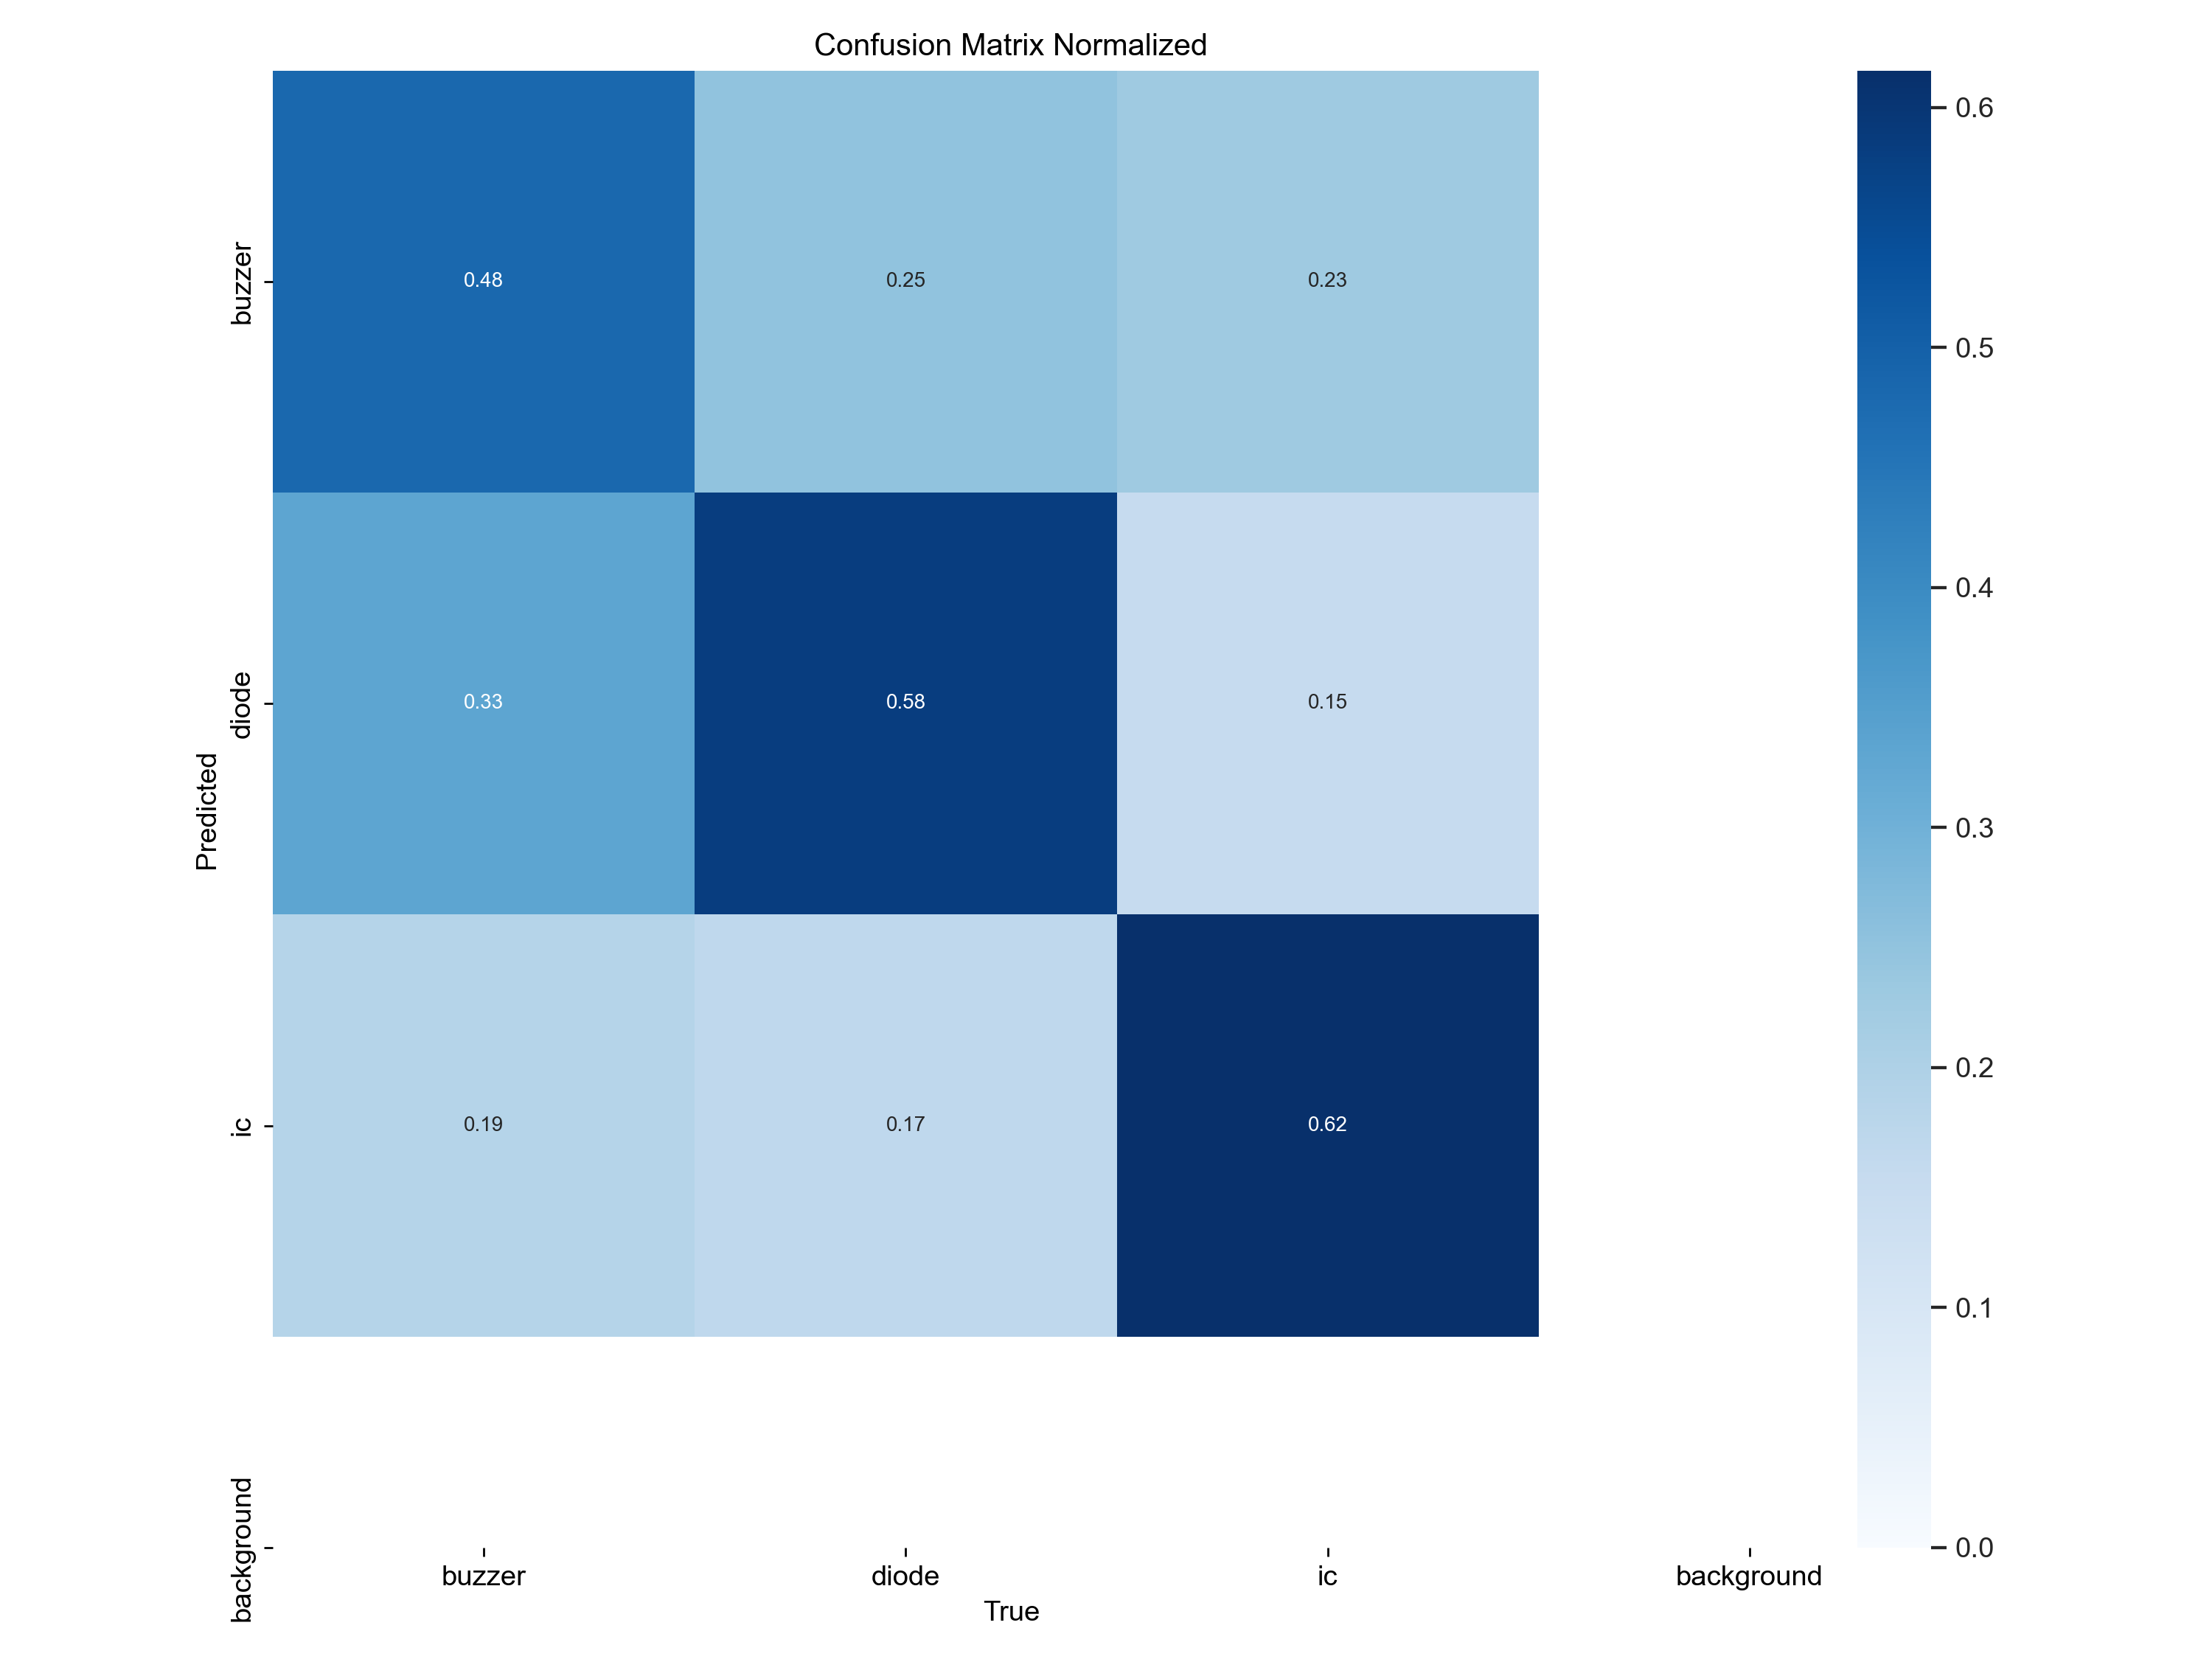 Confusion Matrix Normalized
buzzer
0.48
0.25
0.23
diode
0.33
0.58
0.15
ic
0.19
0.17
0.62
background
Predicted
buzzer
diode
ic
background
True
0.6
0.5
0.4
0.3
0.2
0.1
0.0